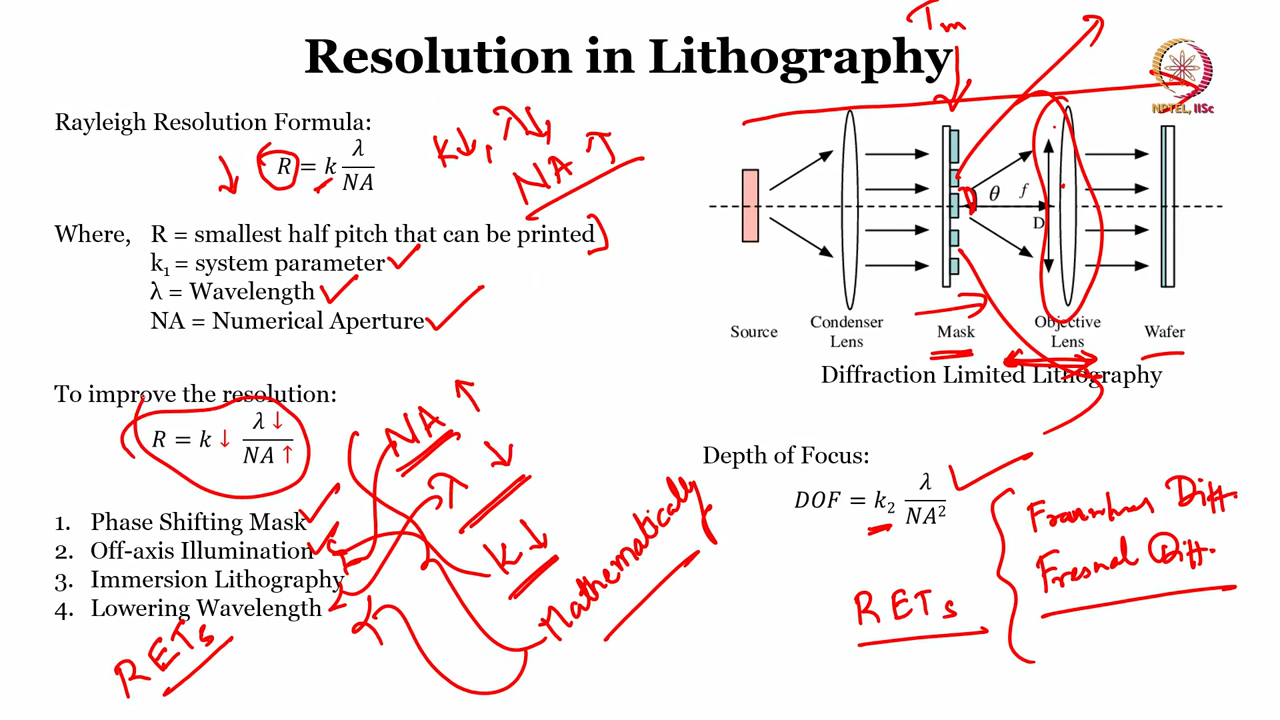 Resolution in Lithography
T_m
NPTEL, IISc
Rayleigh Resolution Formula:
R = k λ/NA
k↓, λ↓,
NA ↑
Where, R = smallest half pitch that can be printed
k₁ = system parameter
λ = Wavelength
NA = Numerical Aperture
θ f
D
Source
Condenser Lens
Mask
Objective Lens
Wafer
Diffraction Limited Lithography
To improve the resolution:
R = k ↓ λ ↓/NA ↑
NA ↑
λ ↓
K ↓
Mathematically
1. Phase Shifting Mask
2. Off-axis Illumination
3. Immersion Lithography
4. Lowering Wavelength
RETs
Depth of Focus:
DOF = k₂ λ/NA²
RETs
Diff.
Fresnal Diff.